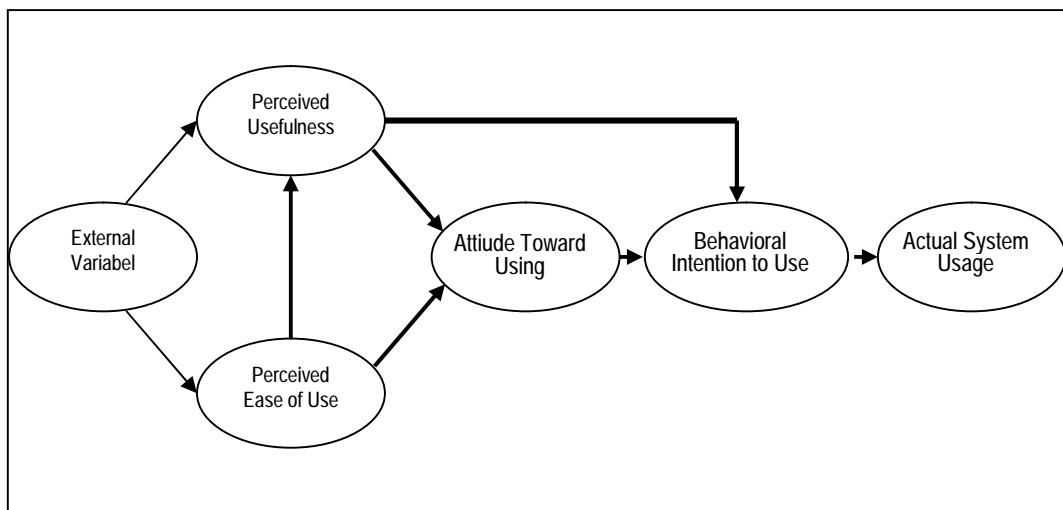 Perceived
Usefulness
External
Variabel
Attiude Toward
Using
Behavioral
Intention to Use
Actual System
Usage
Perceived
Ease of Use